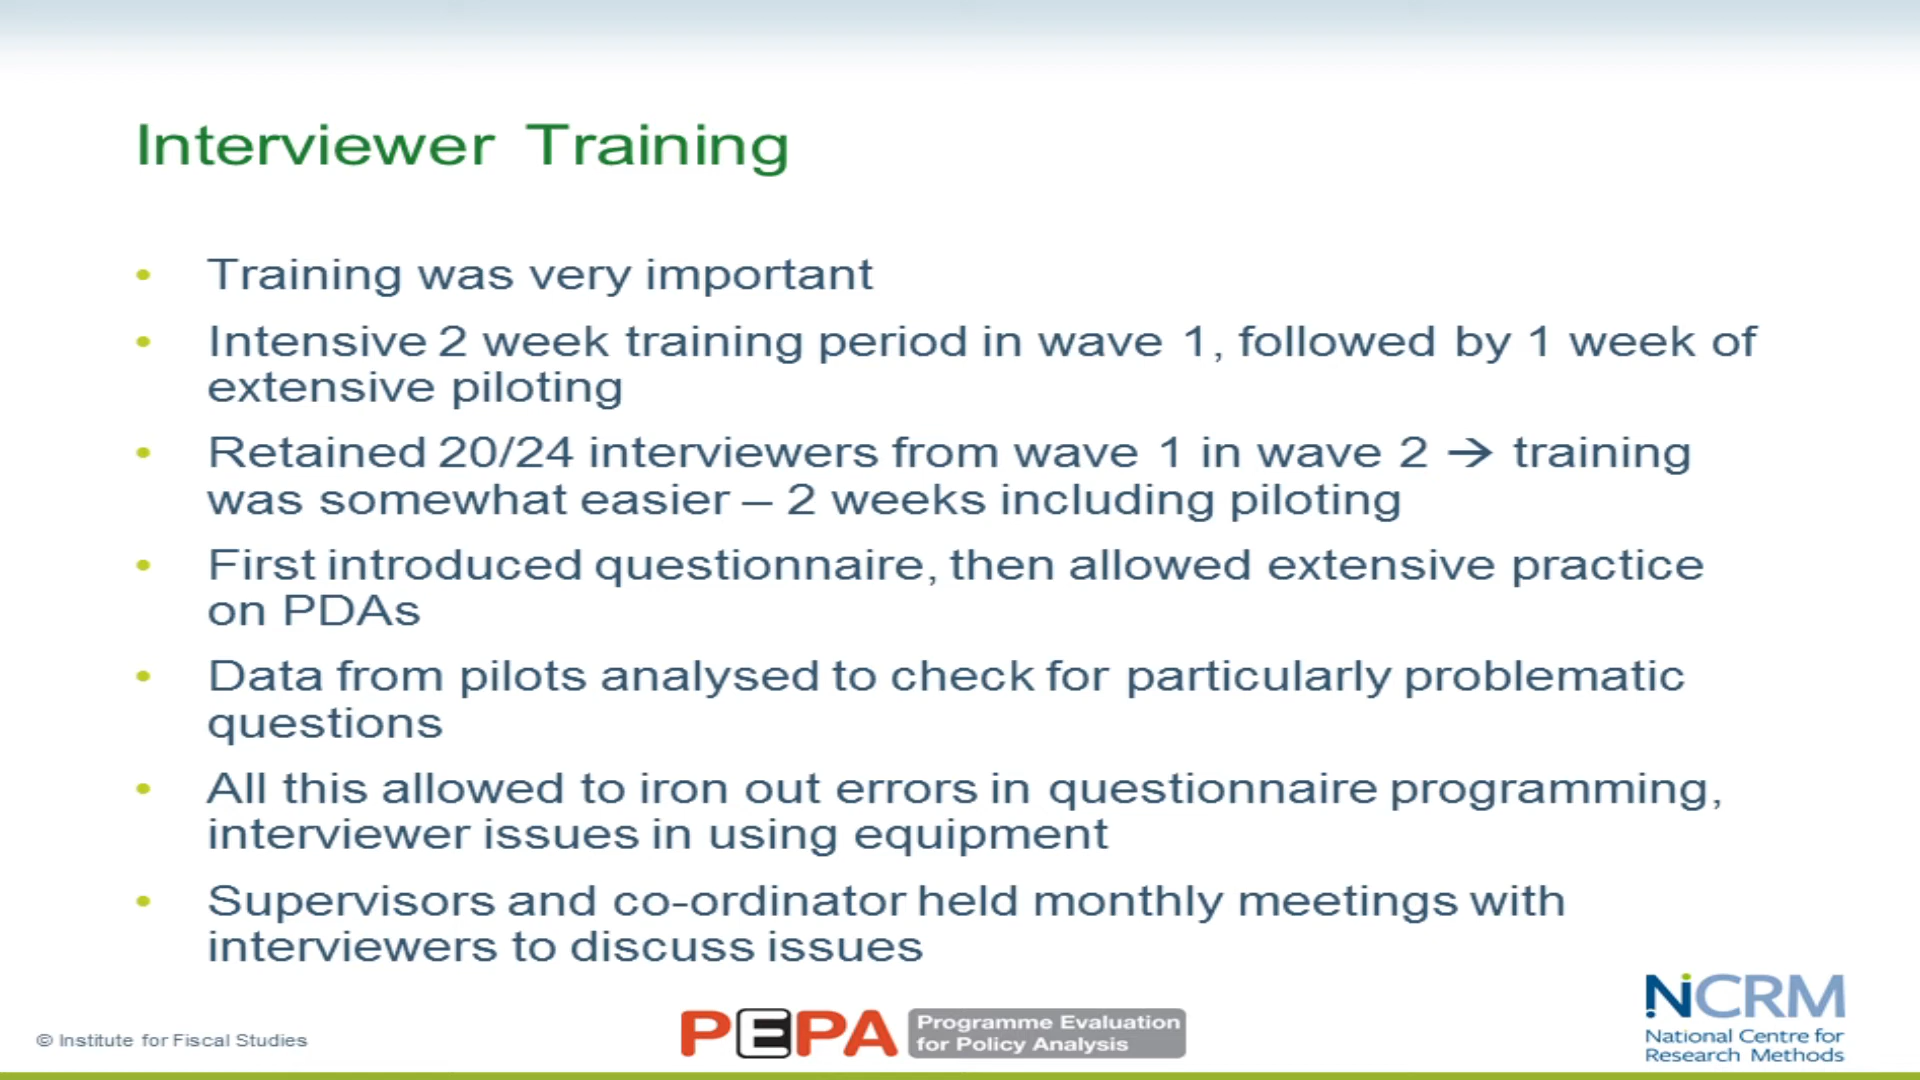 Interviewer Training
• Training was very important
• Intensive 2 week training period in wave 1, followed by 1 week of
extensive piloting
• Retained 20/24 interviewers from wave 1 in wave 2 → training
was somewhat easier – 2 weeks including piloting
• First introduced questionnaire, then allowed extensive practice
on PDAs
• Data from pilots analysed to check for particularly problematic
questions
• All this allowed to iron out errors in questionnaire programming,
interviewer issues in using equipment
• Supervisors and co-ordinator held monthly meetings with
interviewers to discuss issues
© Institute for Fiscal Studies
PEPA
Programme Evaluation
for Policy Analysis
NCRM
National Centre for
Research Methods